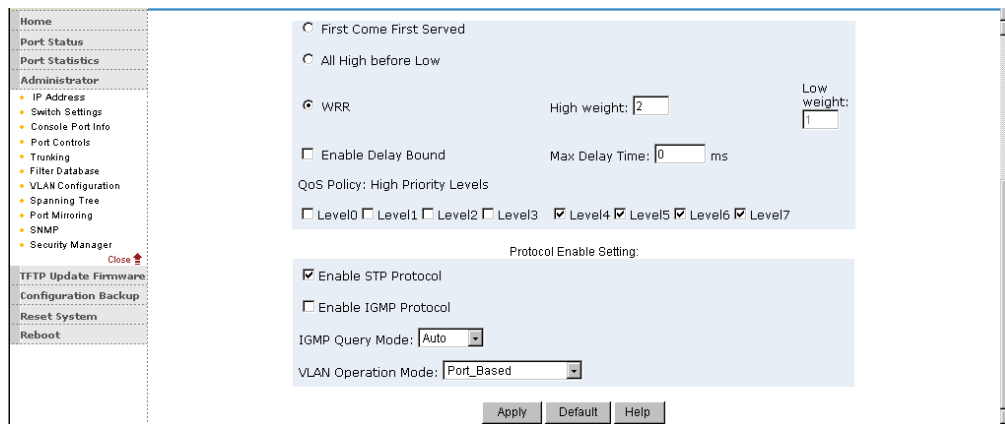 Home
Port Status
Port Statistics
Administrator
IP Address
Switch Settings
Console Port Info
Port Controls
Trunking
Filter Database
VLAN Configuration
Spanning Tree
Port Mirroring
SNMP
Security Manager
Close
TFTP Update Firmware
Configuration Backup
Reset System
Reboot
First Come First Served
All High before Low
WRR High weight: 2 Low weight: 1
Enable Delay Bound Max Delay Time: 0 ms
QoS Policy: High Priority Levels
Level0 Level1 Level2 Level3 Level4 Level5 Level6 Level7
Protocol Enable Setting:
Enable STP Protocol
Enable IGMP Protocol
IGMP Query Mode: Auto
VLAN Operation Mode: Port_Based
Apply Default Help